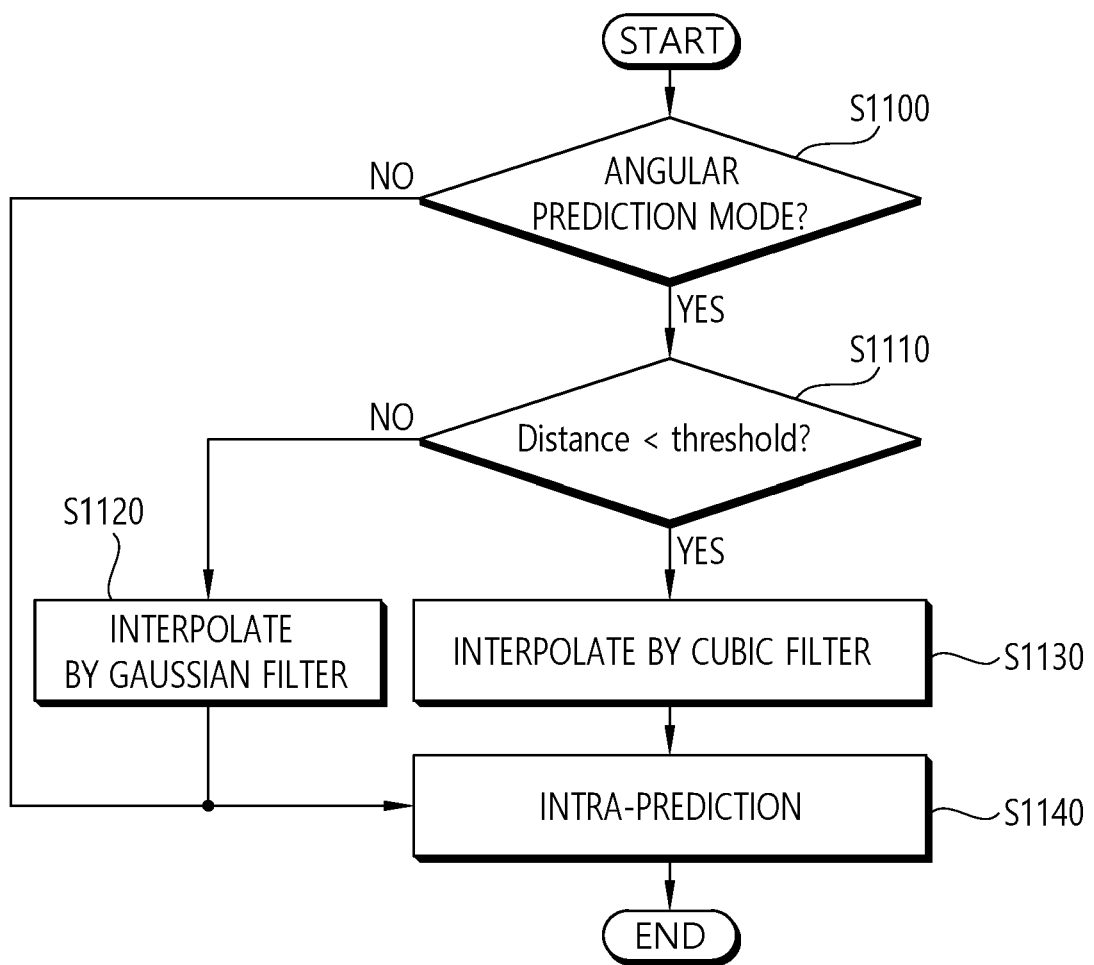 START
S1100
NO
ANGULAR
PREDICTION MODE?
YES
S1110
NO
Distance < threshold?
S1120
YES
INTERPOLATE
BY GAUSSIAN FILTER
INTERPOLATE BY CUBIC FILTER
S1130
INTRA-PREDICTION
S1140
END